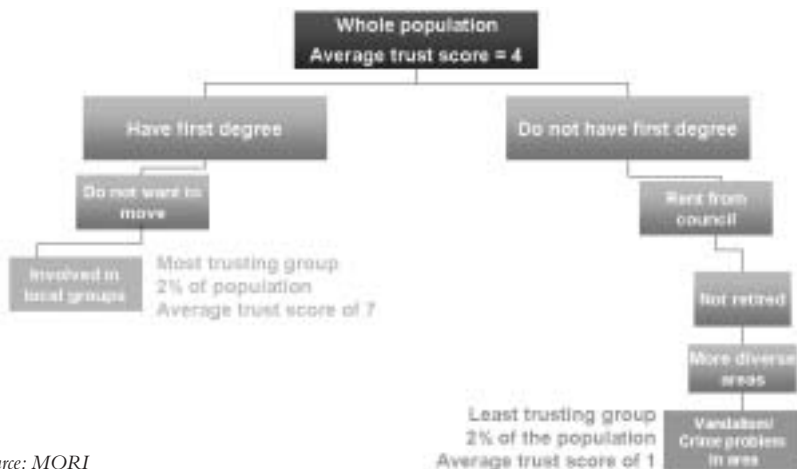 Whole population
Average trust score = 4
Have first degree
Do not have first degree
Do not want to
move
Rent from
council
Involved in
local groups
Most trusting group
2% of population
Average trust score of 7
Not retired
More diverse
areas
Least trusting group
2% of the population
Average trust score of 1
Vandalism/
Crime problem
in area
rce: MORI